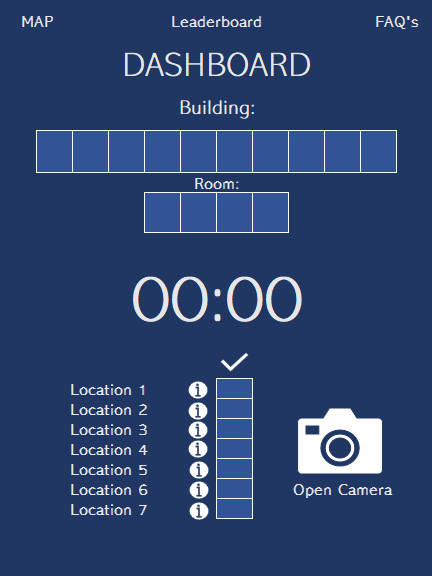 MAP Leaderboard FAQ's
DASHBOARD
Building:
Room:
00:00
Location 1 i
Location 2 i
Location 3 i
Location 4 i
Location 5 i
Location 6 i
Location 7 i
Open Camera